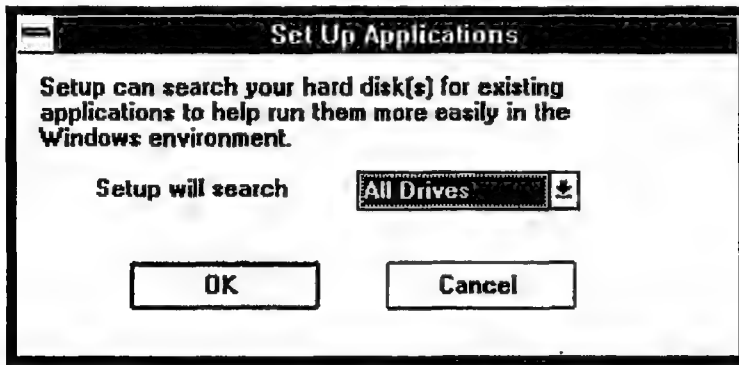 Set Up Applications
Setup can search your hard disk(s) for existing
applications to help run them more easily in the
Windows environment.
Setup will search
All Drives
OK
Cancel